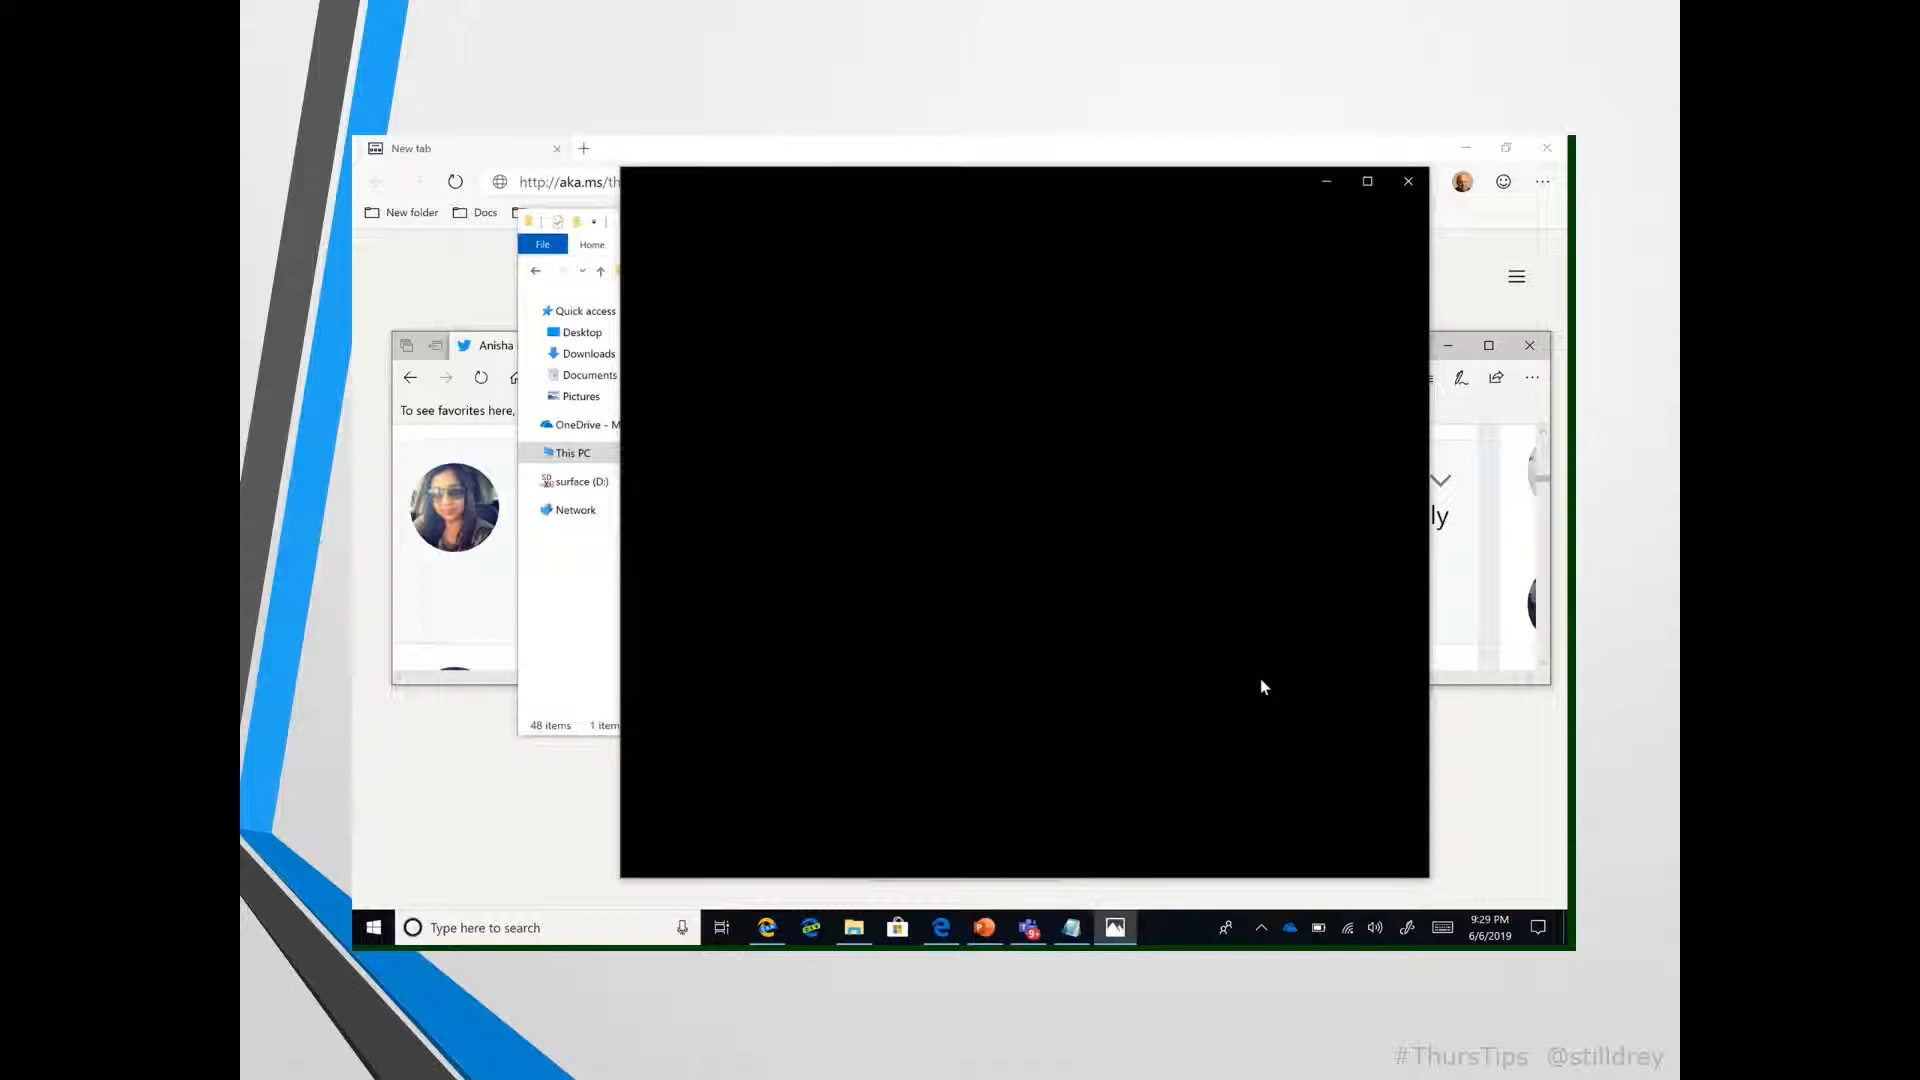 New tab
http://aka.ms/th
New folder
Docs
File
Home
Quick access
Desktop
Downloads
Documents
Pictures
OneDrive - M
This PC
surface (D:)
Network
48 items
1 item
Anisha
To see favorites here,
ly
Type here to search
9+
9:29 PM
6/6/2019
#ThursTips @stilldrey